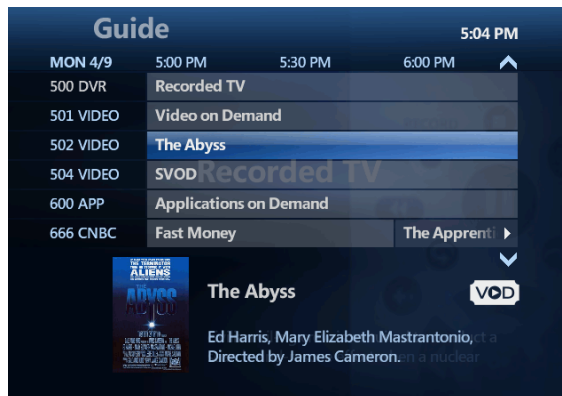 Guide
5:04 PM
MON 4/9 5:00 PM 5:30 PM 6:00 PM
500 DVR Recorded TV
501 VIDEO Video on Demand
502 VIDEO The Abyss
504 VIDEO SVOD
Recorded TV
600 APP Applications on Demand
666 CNBC Fast Money The Apprenti
ALIENS
THE
ABYSS
The Abyss
VOD
Ed Harris, Mary Elizabeth Mastrantonio,
Directed by James Cameron.
a nuclear